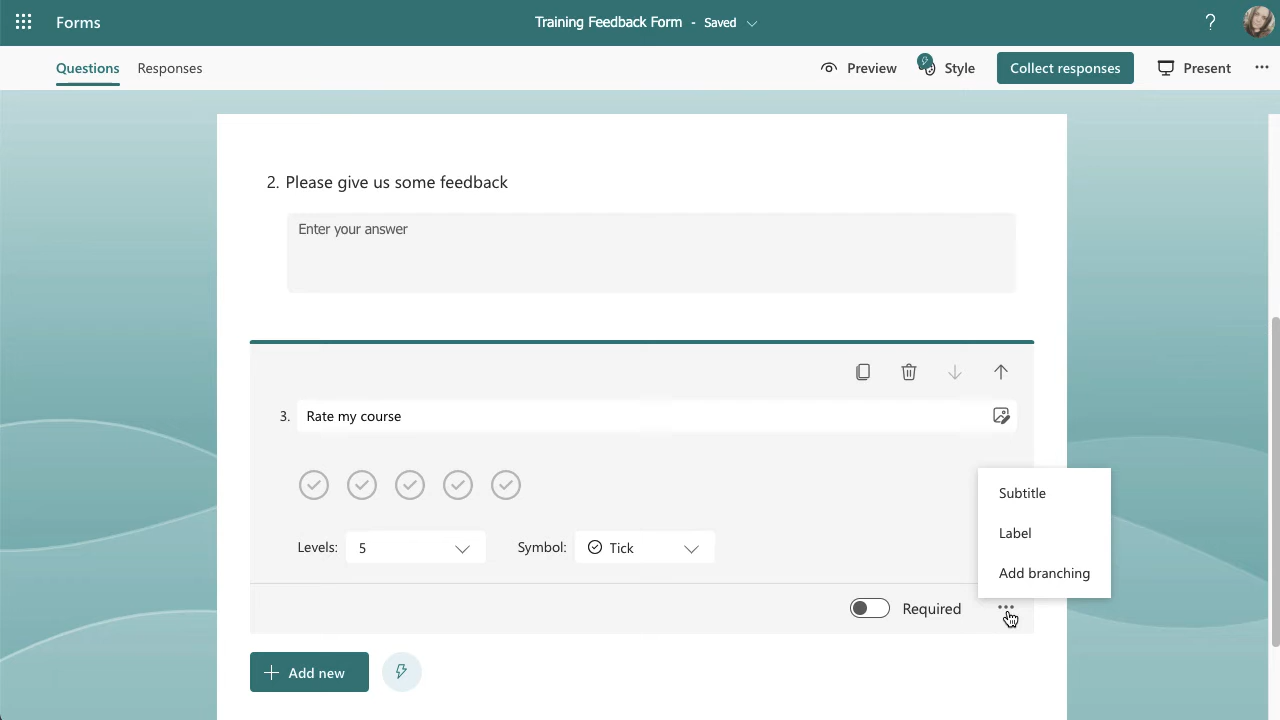 Forms
Training Feedback Form - Saved
?
Questions
Responses
Preview
Style
Collect responses
Present
2. Please give us some feedback
Enter your answer
3. Rate my course
Levels: 5
Symbol: Tick
Subtitle
Label
Add branching
Required
Add new